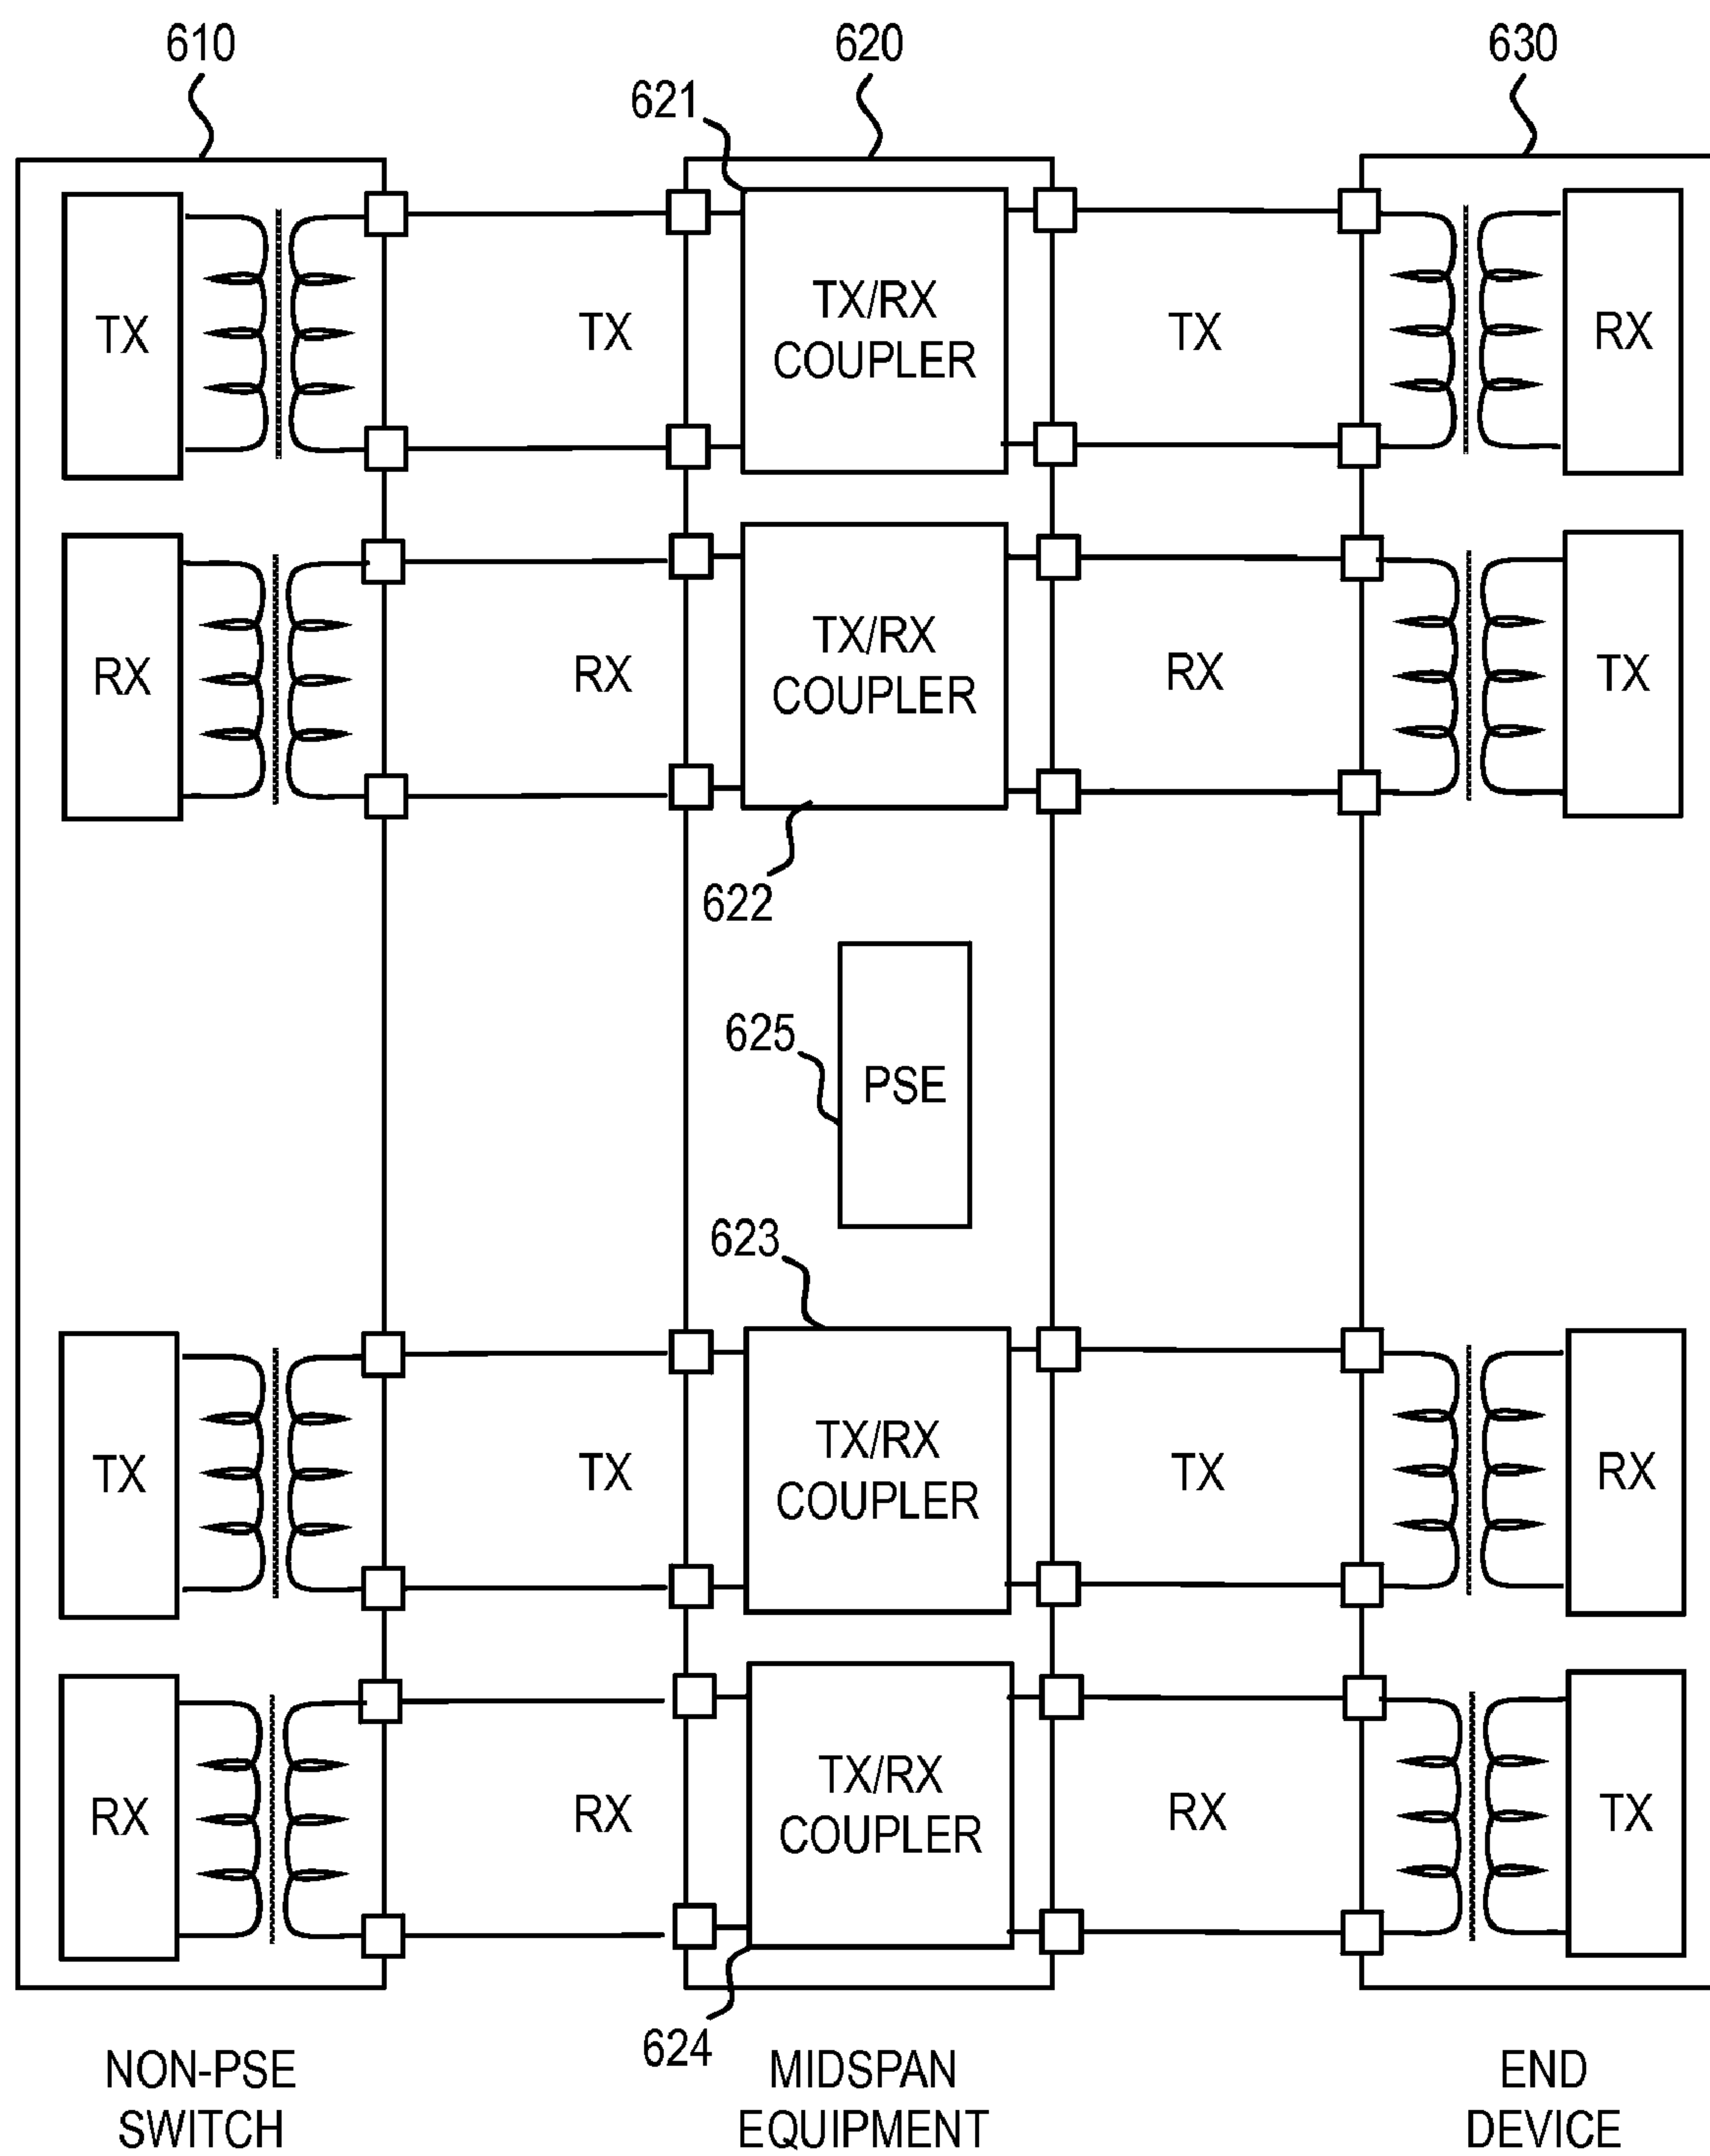 610
620
630
621
TX
TX
TX/RX
COUPLER
TX
RX
RX
RX
TX/RX
COUPLER
RX
TX
622
625
PSE
623
TX
TX
TX/RX
COUPLER
TX
RX
RX
RX
TX/RX
COUPLER
RX
TX
624
NON-PSE
SWITCH
MIDSPAN
EQUIPMENT
END
DEVICE